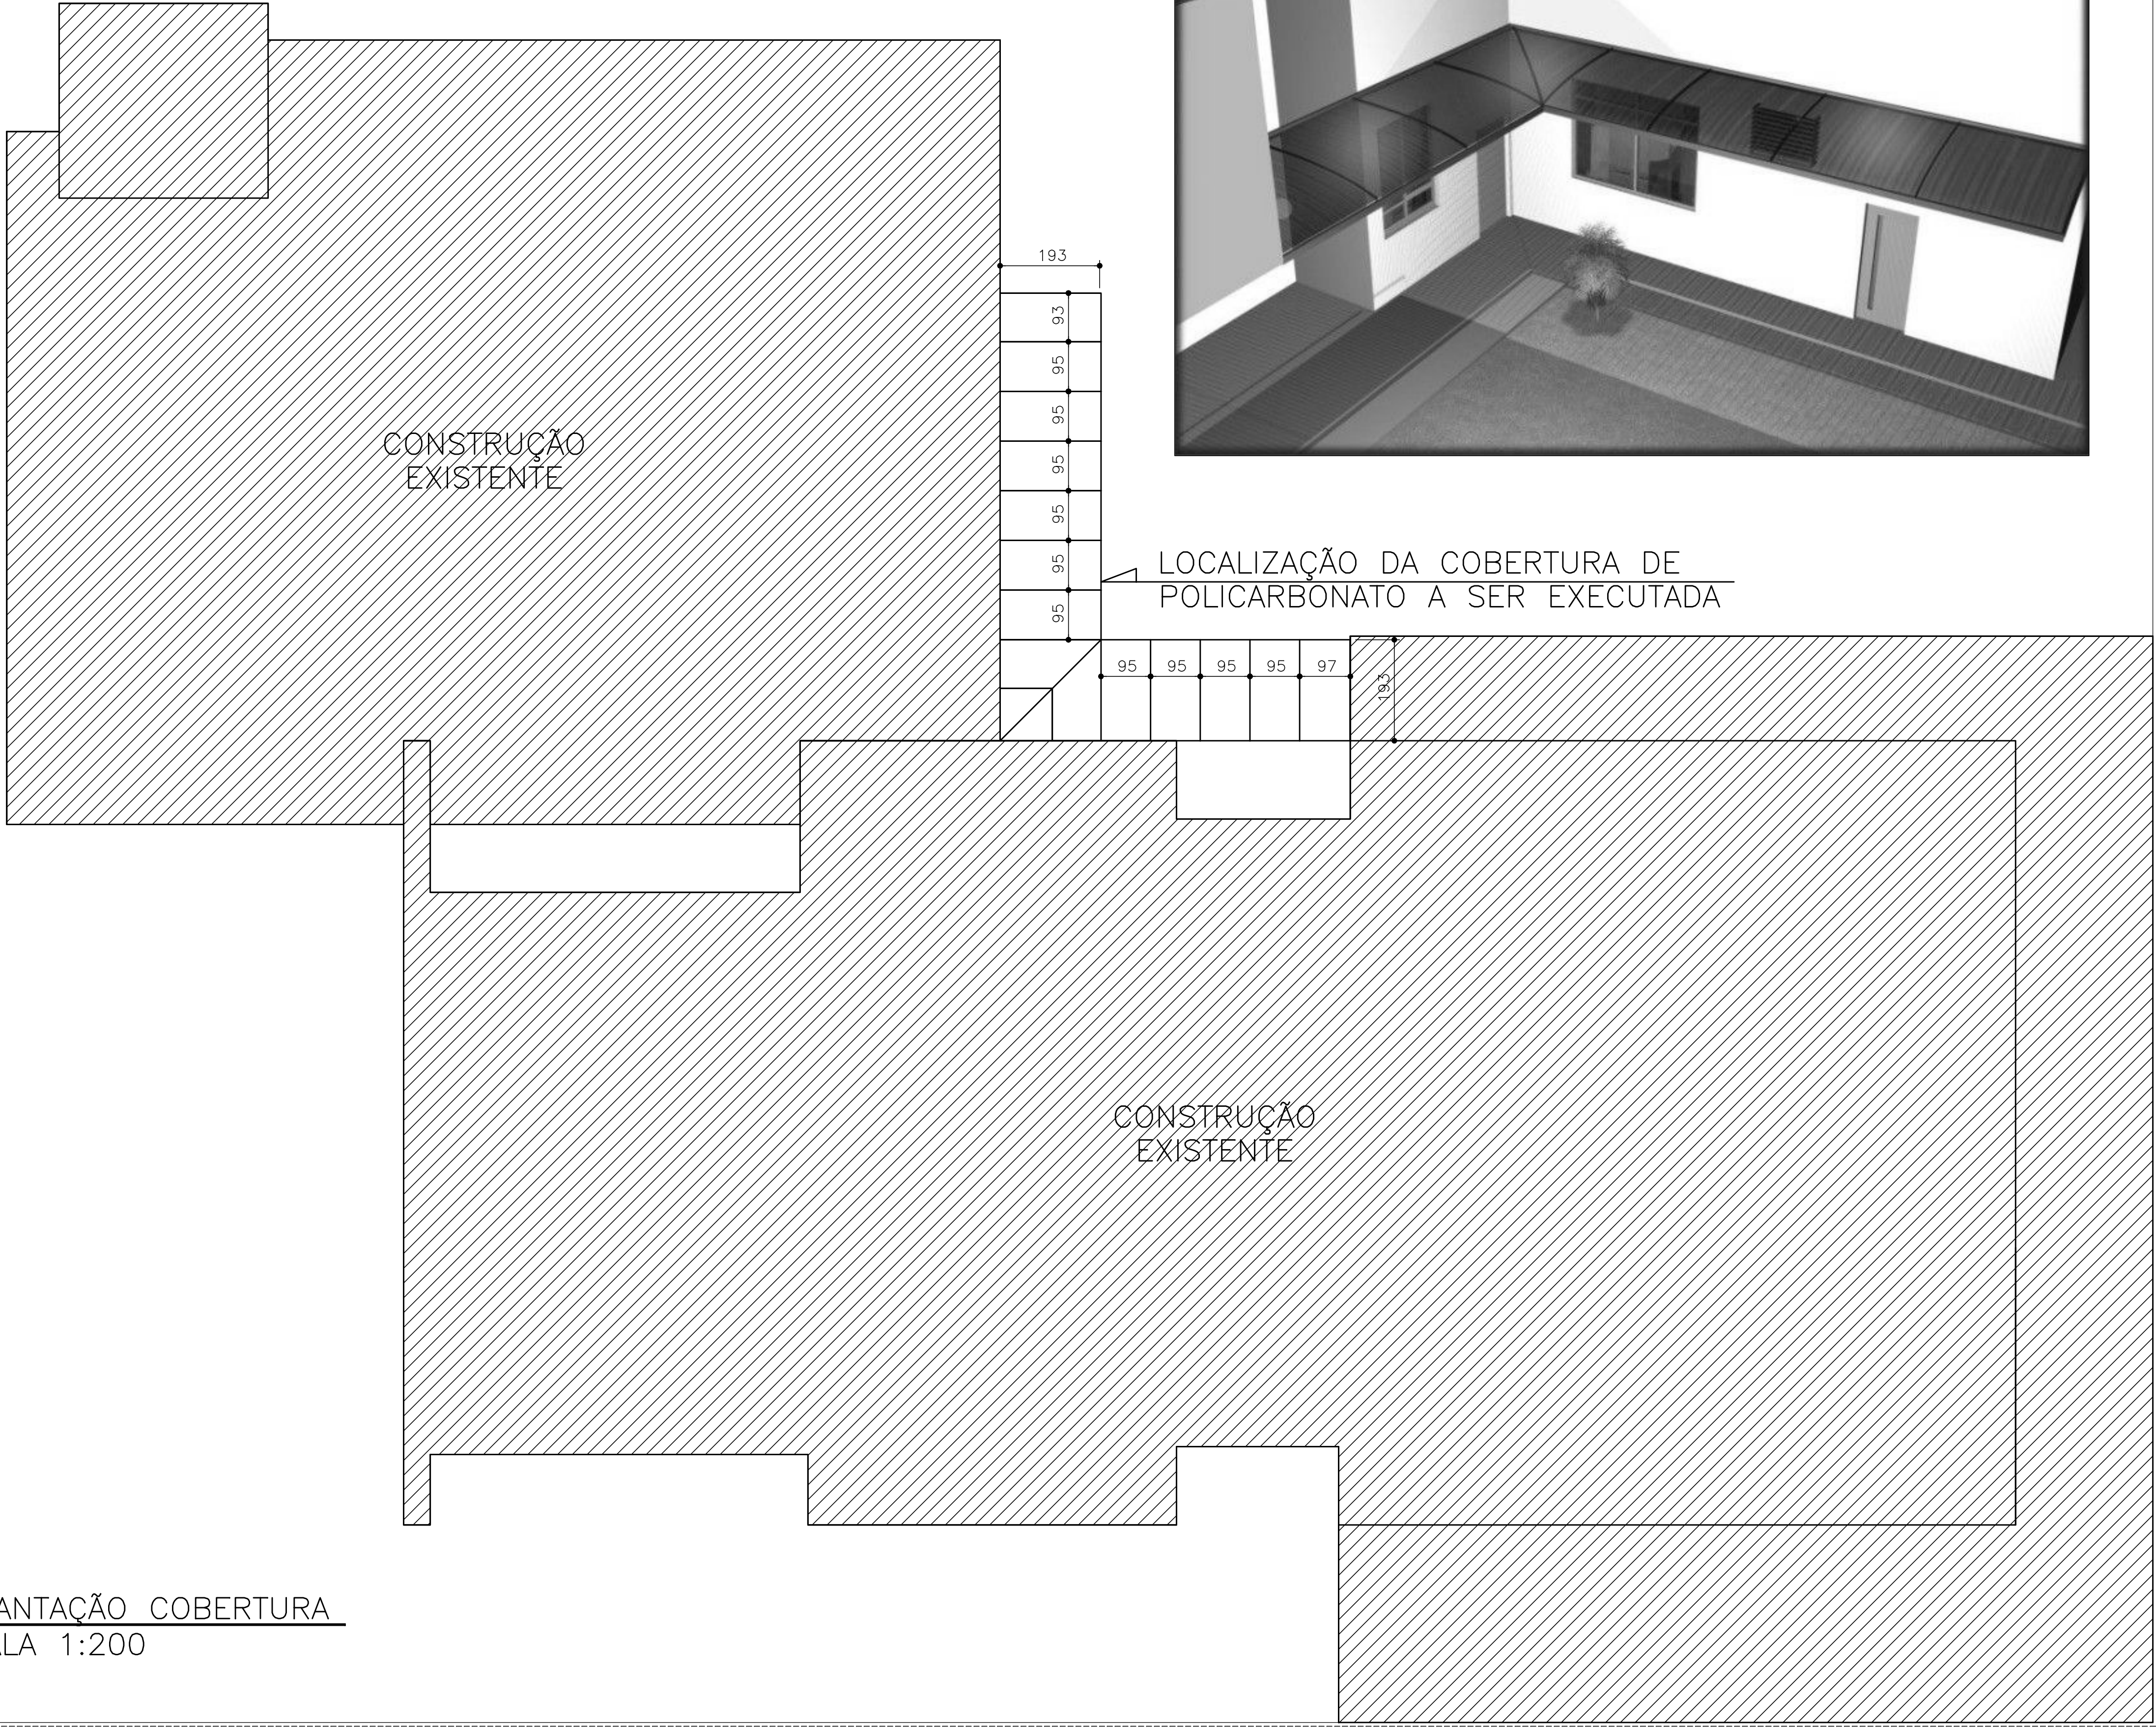 193
93
95
95
95
95
95
95
CONSTRUÇÃO
EXISTENTE
LOCALIZAÇÃO DA COBERTURA DE
POLICARBONATO A SER EXECUTADA
95 95 95 95 97
193
CONSTRUÇÃO
EXISTENTE
ANTAÇÃO COBERTURA
LA 1:200